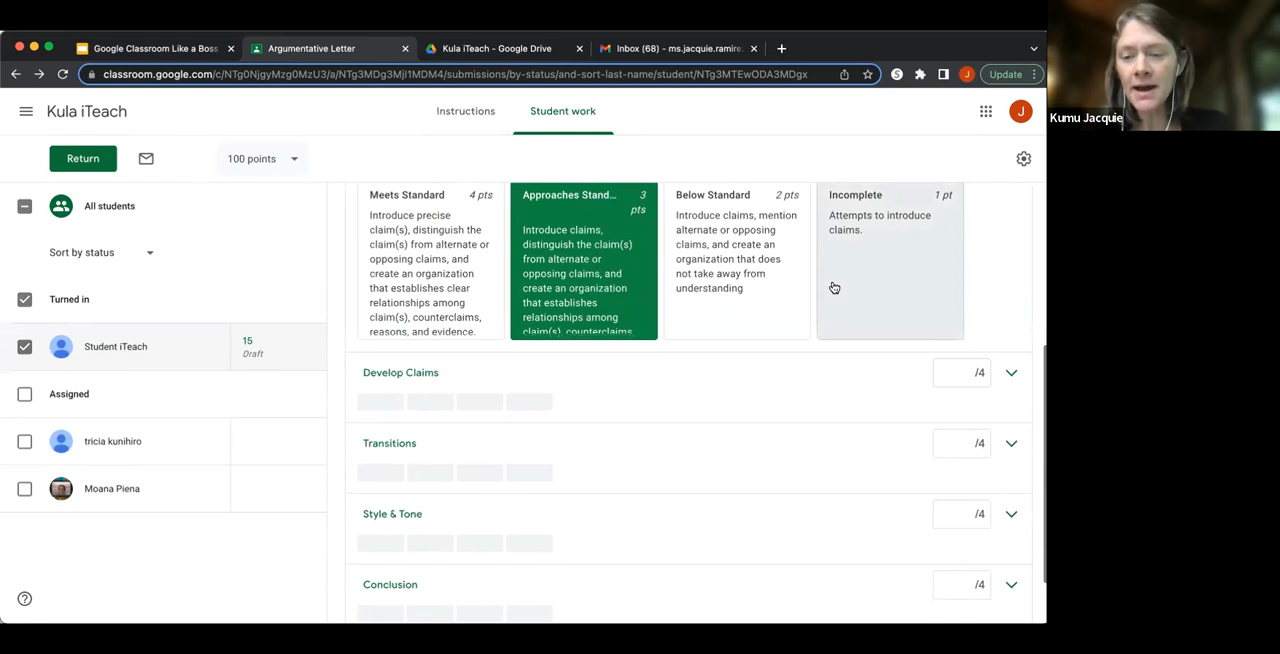 Google Classroom Like a Boss
Argumentative Letter
Kula iTeach - Google Drive
Inbox (68) - ms.jacquie.ramire
classroom.google.com/c/NTg0NjgyMzg0MzU3/a/NTg3MDg3MjI1MDM4/submissions/by-status/and-sort-last-name/student/NTg3MTEwODA3MDgx
J
Update
Kumu Jacquie
Kula iTeach
Instructions
Student work
J
Return
100 points
All students
Sort by status
Turned in
Student iTeach
15
Draft
Assigned
tricia kunihiro
Moana Piena
Meets Standard 4 pts
Introduce precise
claim(s), distinguish the
claim(s) from alternate or
opposing claims, and
create an organization
that establishes clear
relationships among
claim(s), counterclaims,
reasons, and evidence.
Approaches Stand... 3
pts
Introduce claims,
distinguish the claim(s)
from alternate or
opposing claims, and
create an organization
that establishes
relationships among
claim(s), counterclaims
Below Standard 2 pts
Introduce claims, mention
alternate or opposing
claims, and create an
organization that does
not take away from
understanding
Incomplete 1 pt
Attempts to introduce
claims.
Develop Claims
/4
Transitions
/4
Style & Tone
/4
Conclusion
/4